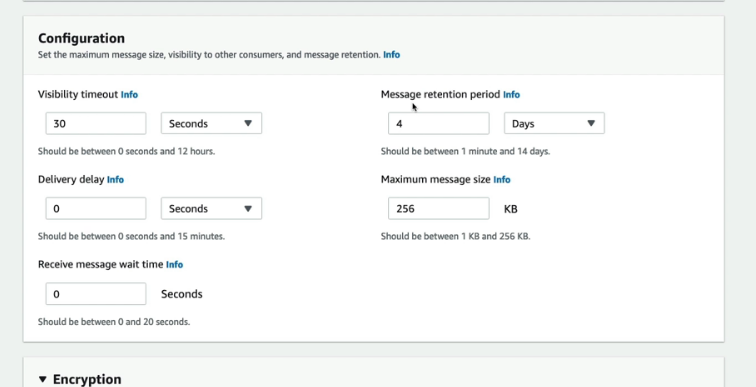 Configuration
Set the maximum message size, visibility to other consumers, and message retention. Info
Visibility timeout Info
30
Seconds
Should be between 0 seconds and 12 hours.
Message retention period Info
4
Days
Should be between 1 minute and 14 days.
Delivery delay Info
0
Seconds
Should be between 0 seconds and 15 minutes.
Maximum message size Info
256
KB
Should be between 1 KB and 256 KB.
Receive message wait time Info
0
Seconds
Should be between 0 and 20 seconds.
Encryption